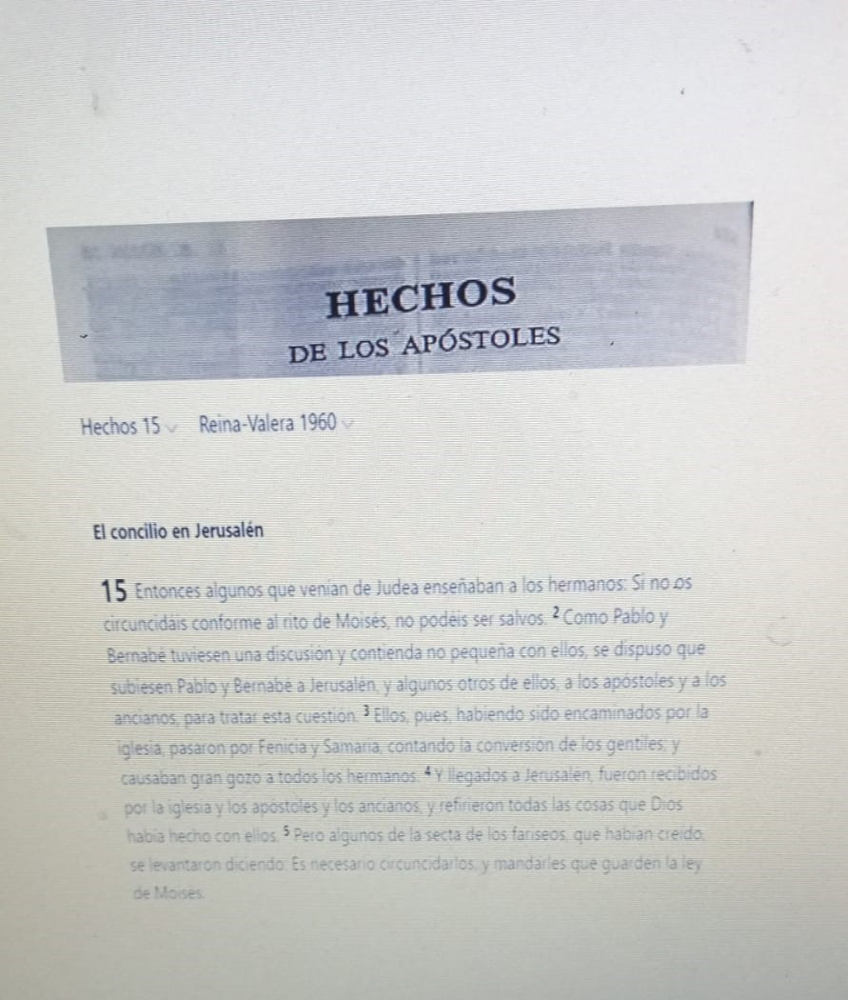 HECHOS
DE LOS APÓSTOLES
Hechos 15 Reina-Valera 1960
El concilio en Jerusalén
15 Entonces algunos que venían de Judea enseñaban a los hermanos: Si no os
circuncidáis conforme al rito de Moisés, no podéis ser salvos. ² Como Pablo y
Bernabé tuviesen una discusión y contienda no pequeña con ellos, se dispuso que
subiesen Pablo y Bernabé a Jerusalén, y algunos otros de ellos, a los apóstoles y a los
ancianos, para tratar esta cuestión. ³ Ellos, pues, habiendo sido encaminados por la
iglesia, pasaron por Fenicia y Samaria, contando la conversión de los gentiles; y
causaban gran gozo a todos los hermanos. ⁴ Y llegados a Jerusalén, fueron recibidos
por la iglesia y los apóstoles y los ancianos, y refirieron todas las cosas que Dios
había hecho con ellos. ⁵ Pero algunos de la secta de los fariseos, que habían creído,
se levantaron diciendo: Es necesario circuncidarlos, y mandarles que guarden la ley
de Moisés.